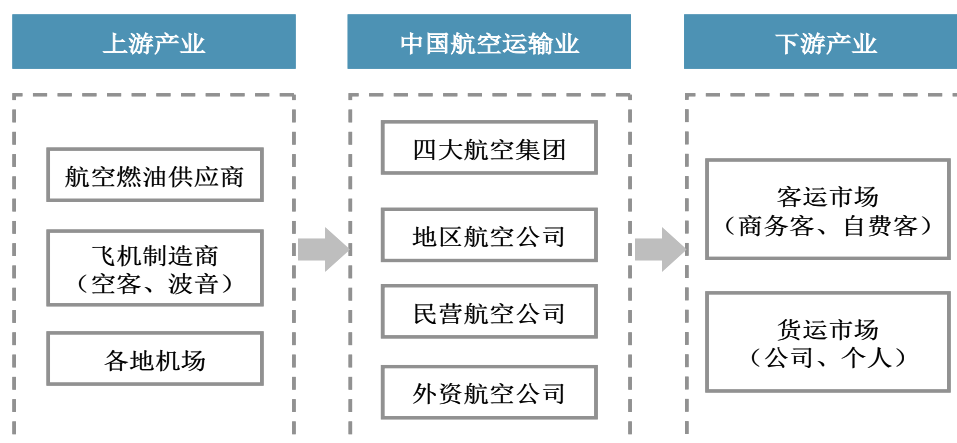 上游产业
中国航空运输业
下游产业
航空燃油供应商
飞机制造商
（空客、波音）
各地机场
四大航空集团
地区航空公司
民营航空公司
外资航空公司
客运市场
（商务客、自费客）
货运市场
（公司、个人）